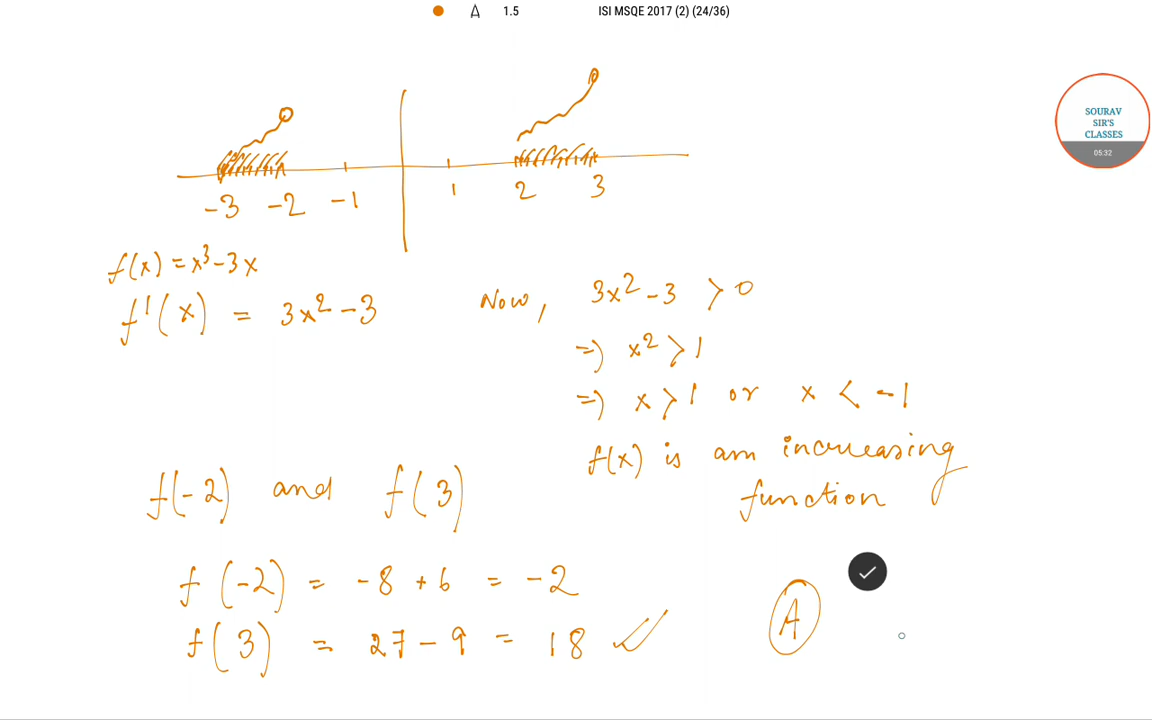 A 1.5 ISI MSQE 2017 (2) (24/36)
SOURAV
SIR'S
CLASSES
05:32
-3 -2 -1 1 2 3
f(x) = x³-3x
f'(x) = 3x²-3
Now, 3x²-3 > 0
=) x² > 1
=) x > 1 or x < -1
f(x) is am increasing
function
f(-2) and f(3)
f(-2) = -8 + 6 = -2
f(3) = 27 - 9 = 18 ✓
A